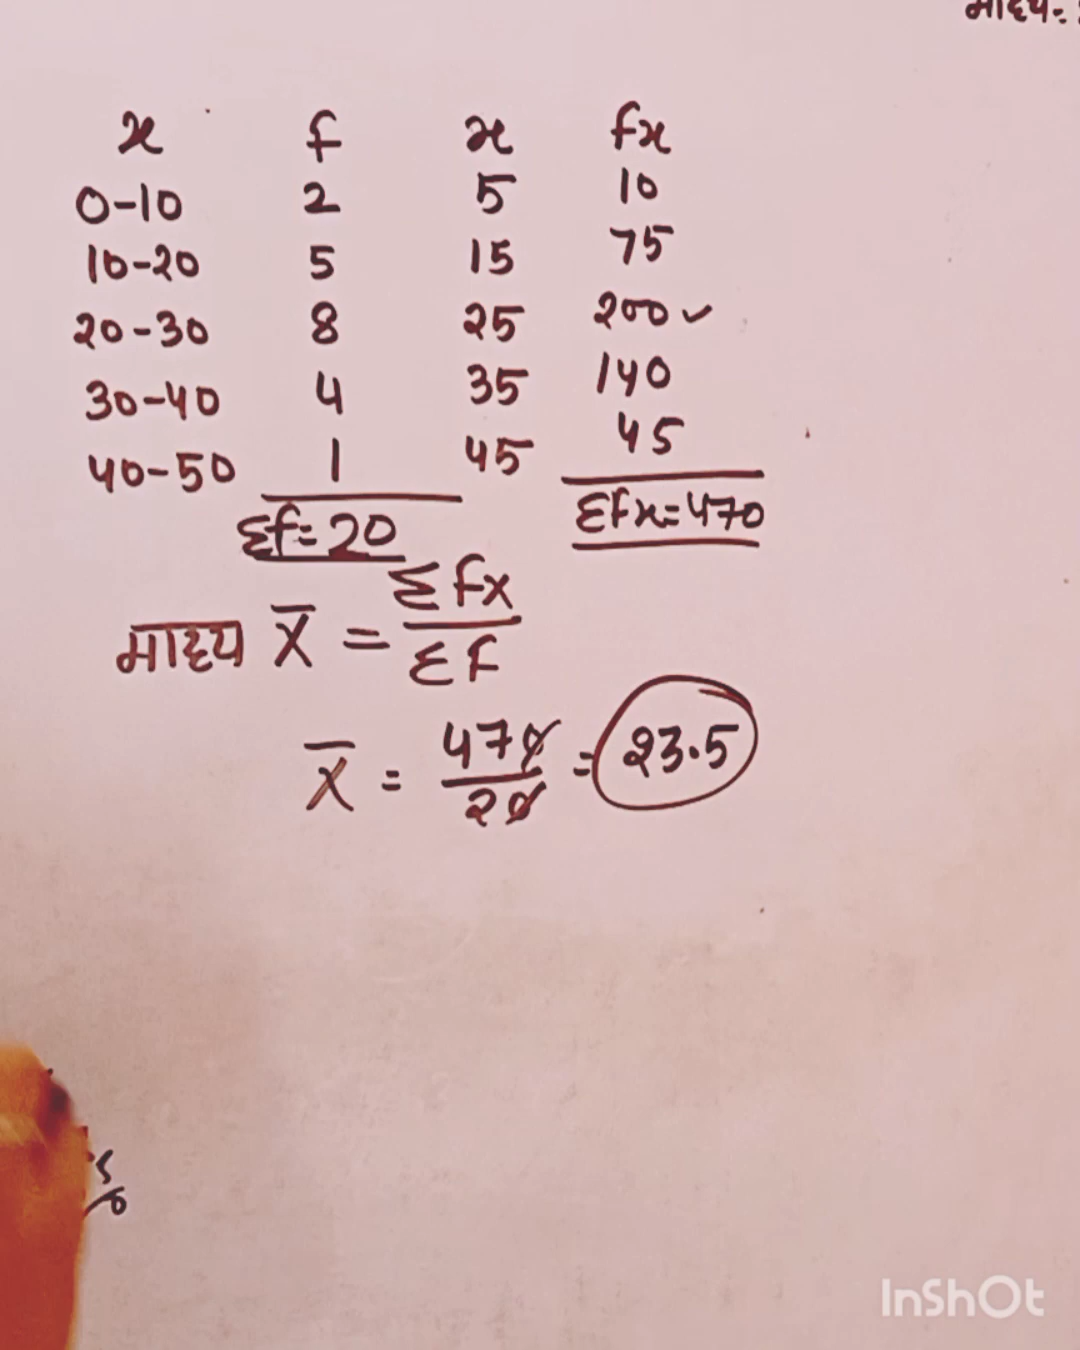 माध्य-
x f x fx
0-10 2 5 10
10-20 5 15 75
20-30 8 25 200 ✓
30-40 4 35 140
40-50 1 45 45
Σf=20 Σfx=470
माध्य X̄ = Σfx/Σf
X̄ = 470/20 = 23.5
InShOt